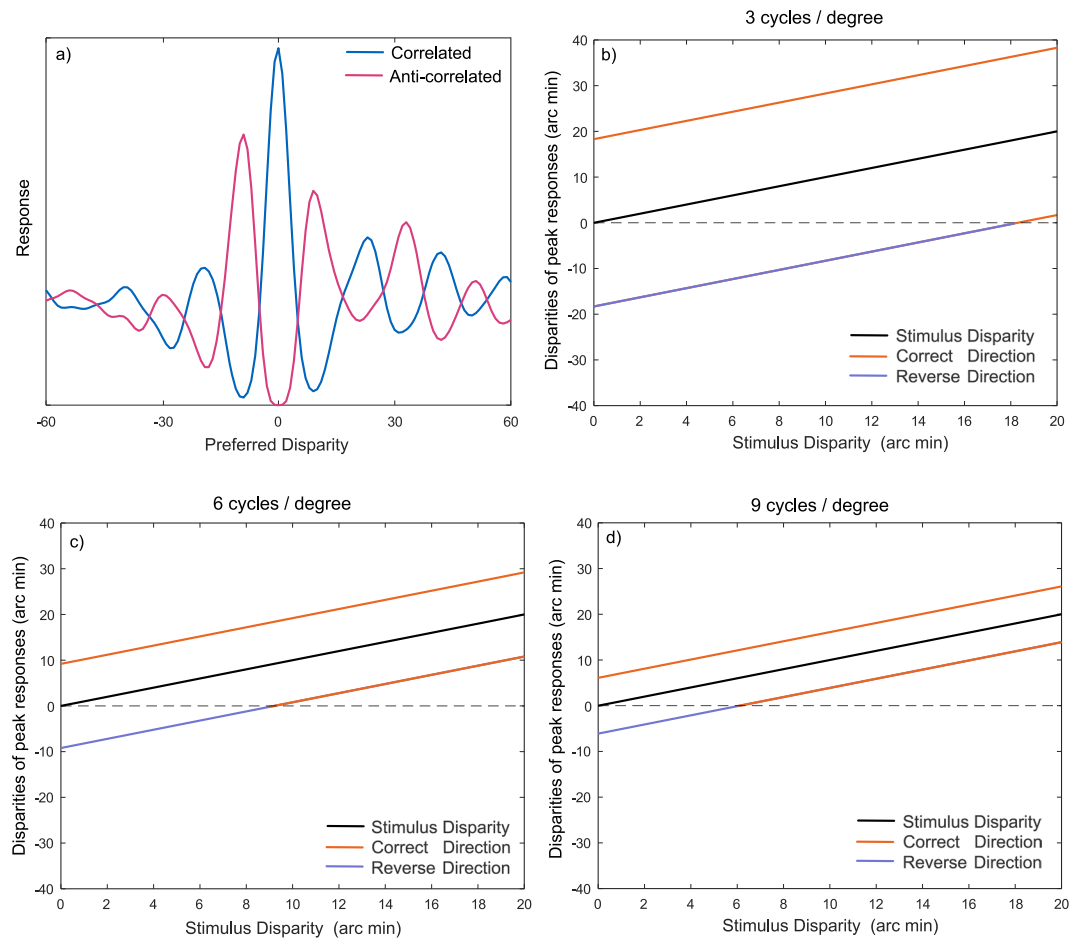 a)
Correlated
Anti-correlated
Response
-60 -30 0 30 60
Preferred Disparity
3 cycles / degree
b)
Disparities of peak responses (arc min)
40
30
20
10
0
-10
-20
-30
-40
Stimulus Disparity
Correct Direction
Reverse Direction
0 2 4 6 8 10 12 14 16 18 20
Stimulus Disparity (arc min)
6 cycles / degree
c)
Disparities of peak responses (arc min)
40
30
20
10
0
-10
-20
-30
-40
Stimulus Disparity
Correct Direction
Reverse Direction
0 2 4 6 8 10 12 14 16 18 20
Stimulus Disparity (arc min)
9 cycles / degree
d)
Disparities of peak responses (arc min)
40
30
20
10
0
-10
-20
-30
-40
Stimulus Disparity
Correct Direction
Reverse Direction
0 2 4 6 8 10 12 14 16 18 20
Stimulus Disparity (arc min)